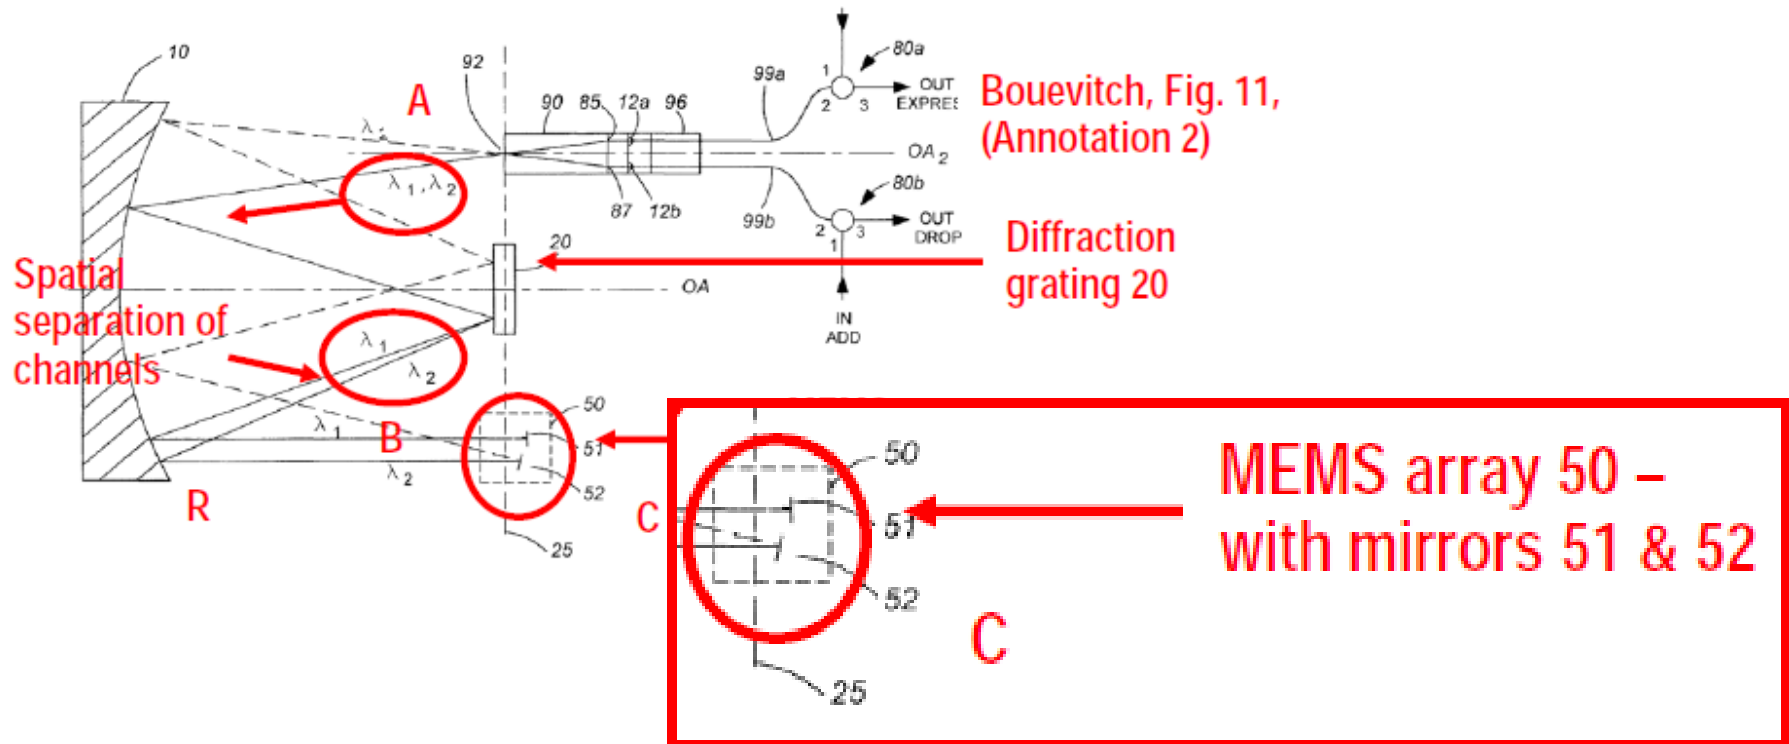 10
92
A
90
85
12a
96
99a
1
2
3
80a
OUT
EXPRES
Bouevitch, Fig. 11,
(Annotation 2)
λ
λ₁, λ₂
OA₂
87
12b
99b
80b
2
3
1
OUT
DROP
20
Diffraction
grating 20
OA
IN
ADD
Spatial
separation of
channels
λ₁
λ₂
λ₁
B
λ₂
R
50
51
52
25
C
50
51
52
25
C
MEMS array 50 –
with mirrors 51 & 52